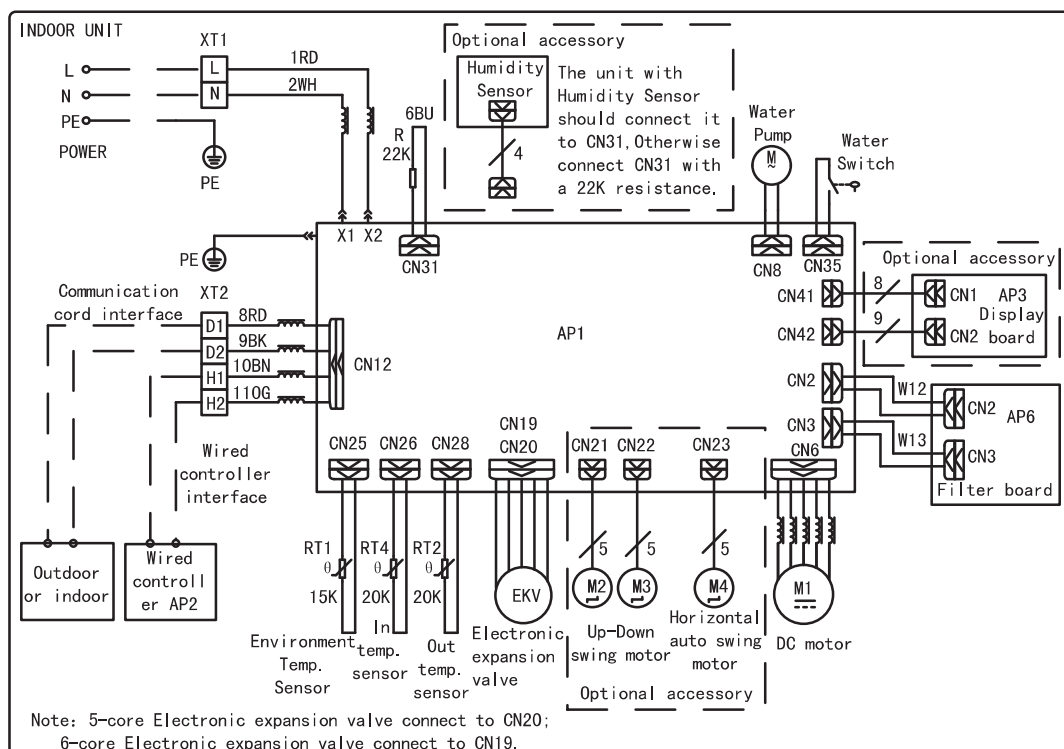 INDOOR UNIT
XT1
L
L
1RD
N
N
2WH
PE
POWER
PE
R
22K
6BU
Optional accessory
Humidity
Sensor
4
The unit with
Humidity Sensor
should connect it
to CN31, Otherwise
connect CN31 with
a 22K resistance.
Water
Pump
M
~
Water
Switch
X1
X2
PE
CN31
CN8
CN35
AP1
Communication
cord interface
XT2
D1
8RD
D2
9BK
H1
10BN
H2
11OG
CN12
Wired
controller
interface
Outdoor
or indoor
Wired
controll
er AP2
Optional accessory
CN41
8
CN1
AP3
Display
board
CN42
9
CN2
CN2
W12
CN2
AP6
CN3
W13
CN3
Filter board
CN25
CN26
CN28
CN19
CN20
CN21
CN22
CN23
CN6
RT1
θ
15K
RT4
θ
20K
RT2
θ
20K
EKV
5
5
5
M2
M3
M4
M1
Environment
Temp.
Sensor
In
temp.
sensor
Out
temp.
sensor
Electronic
expansion
valve
Up-Down
swing motor
Horizontal
auto swing
motor
DC motor
Optional accessory
Note: 5-core Electronic expansion valve connect to CN20;
6-core Electronic expansion valve connect to CN19.